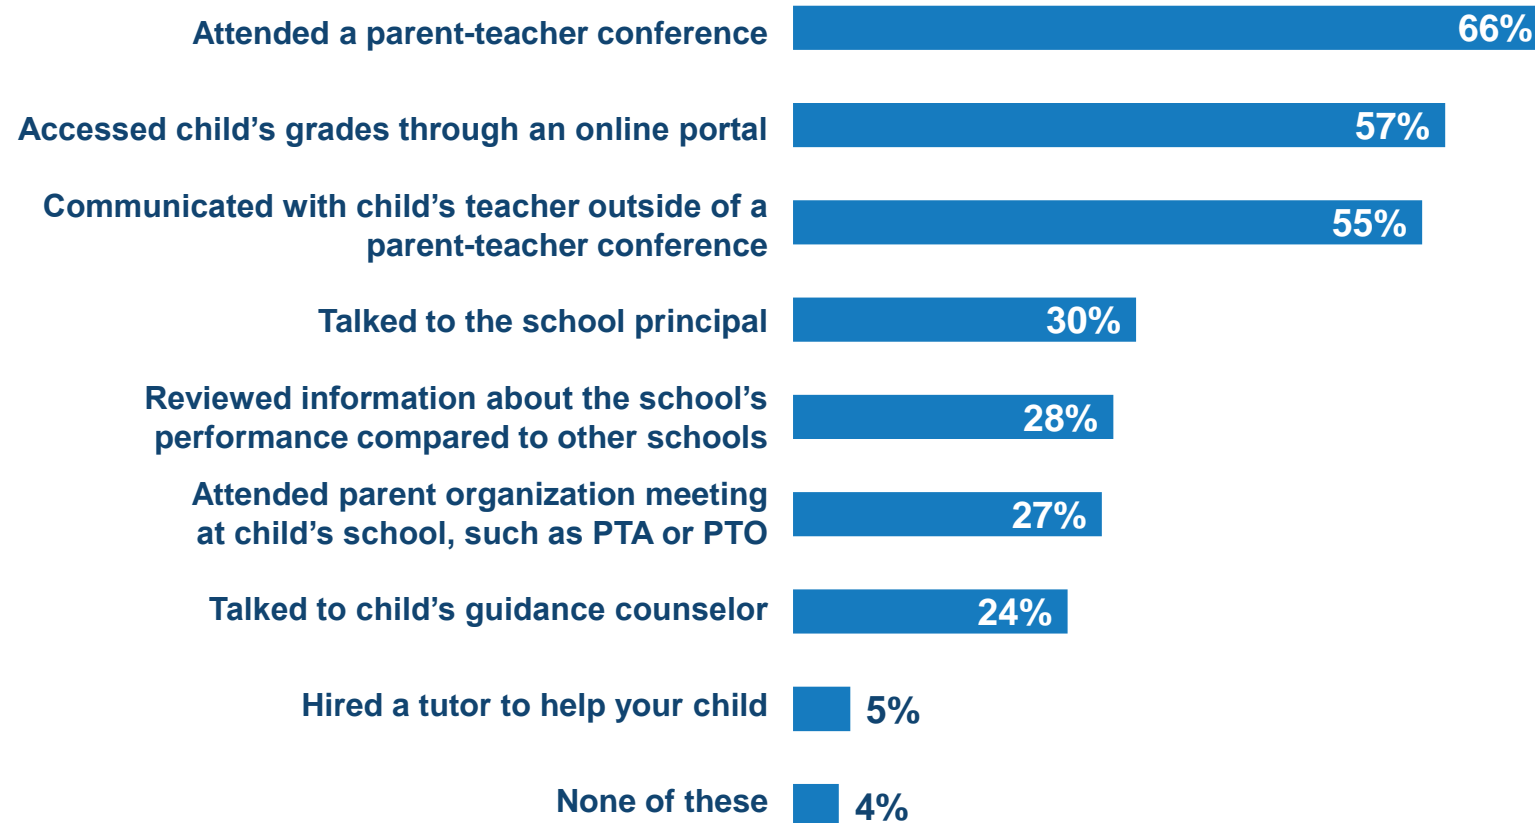 Attended a parent-teacher conference
66%
Accessed child’s grades through an online portal
57%
Communicated with child’s teacher outside of a
parent-teacher conference
55%
Talked to the school principal
30%
Reviewed information about the school’s
performance compared to other schools
28%
Attended parent organization meeting
at child’s school, such as PTA or PTO
27%
Talked to child’s guidance counselor
24%
Hired a tutor to help your child
5%
None of these
4%